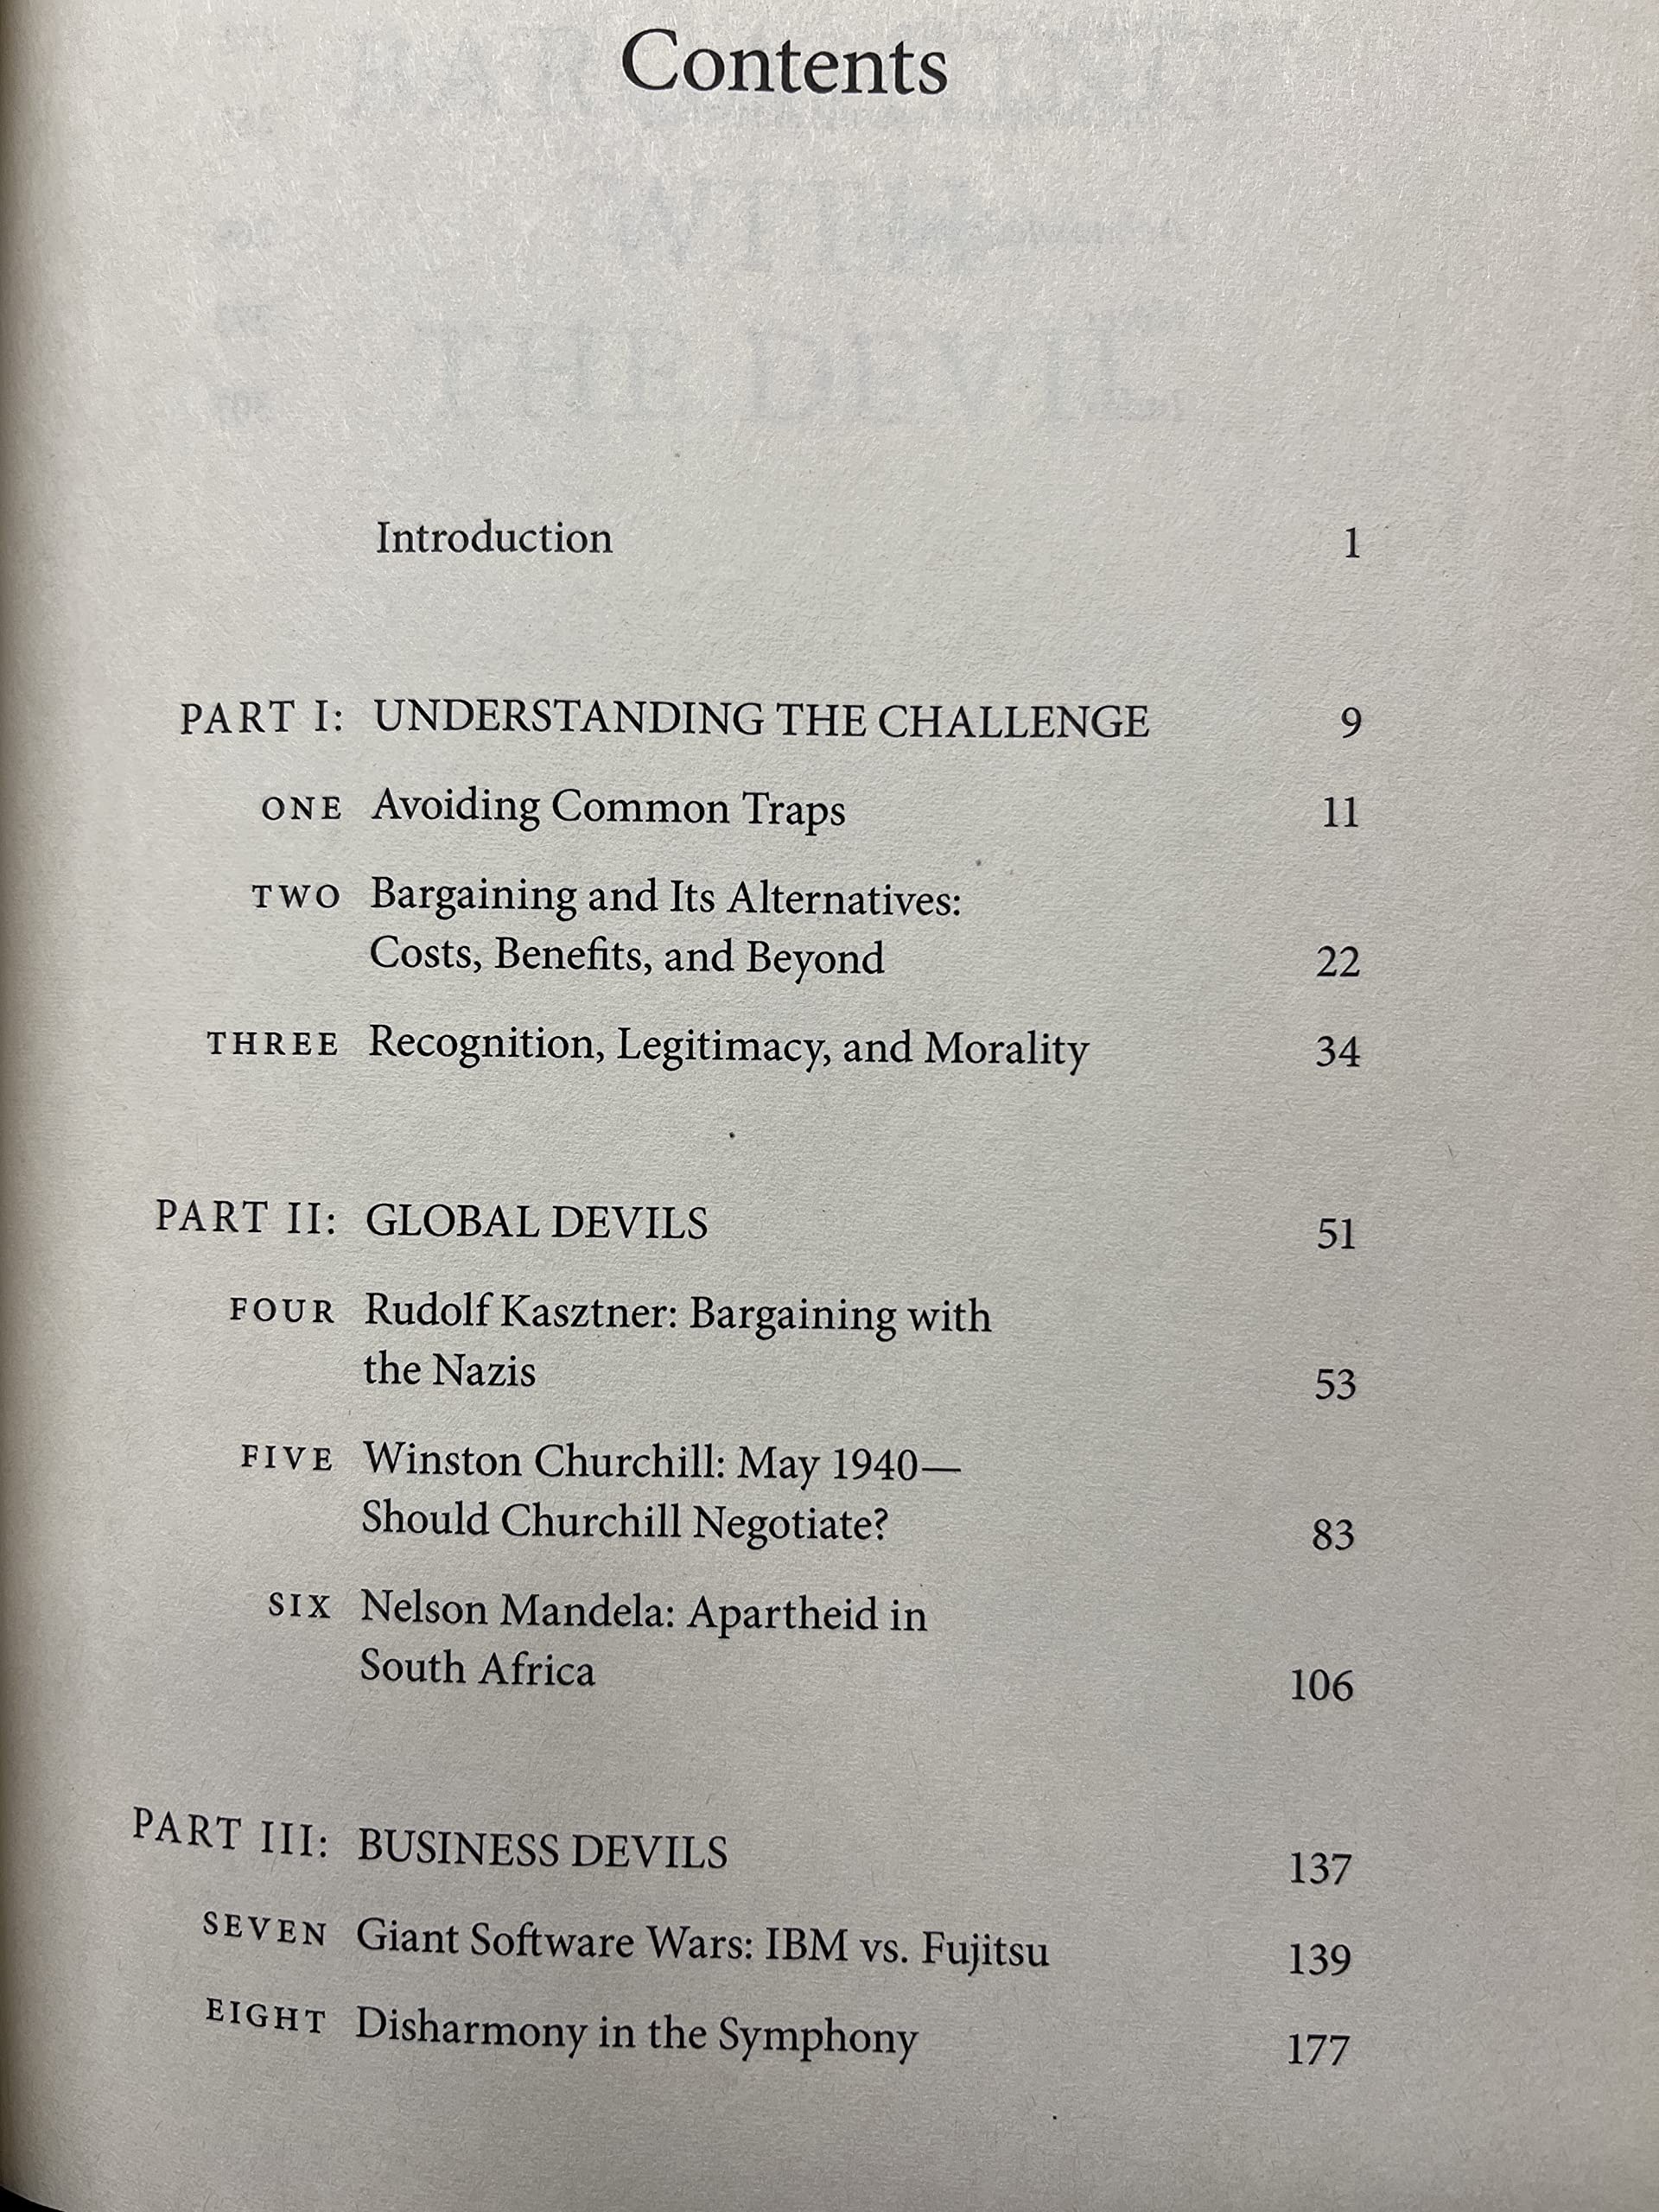 Contents
Introduction 1
PART I: UNDERSTANDING THE CHALLENGE 9
ONE Avoiding Common Traps 11
TWO Bargaining and Its Alternatives:
Costs, Benefits, and Beyond 22
THREE Recognition, Legitimacy, and Morality 34
PART II: GLOBAL DEVILS 51
FOUR Rudolf Kasztner: Bargaining with
the Nazis 53
FIVE Winston Churchill: May 1940—
Should Churchill Negotiate? 83
SIX Nelson Mandela: Apartheid in
South Africa 106
PART III: BUSINESS DEVILS 137
SEVEN Giant Software Wars: IBM vs. Fujitsu 139
EIGHT Disharmony in the Symphony 177